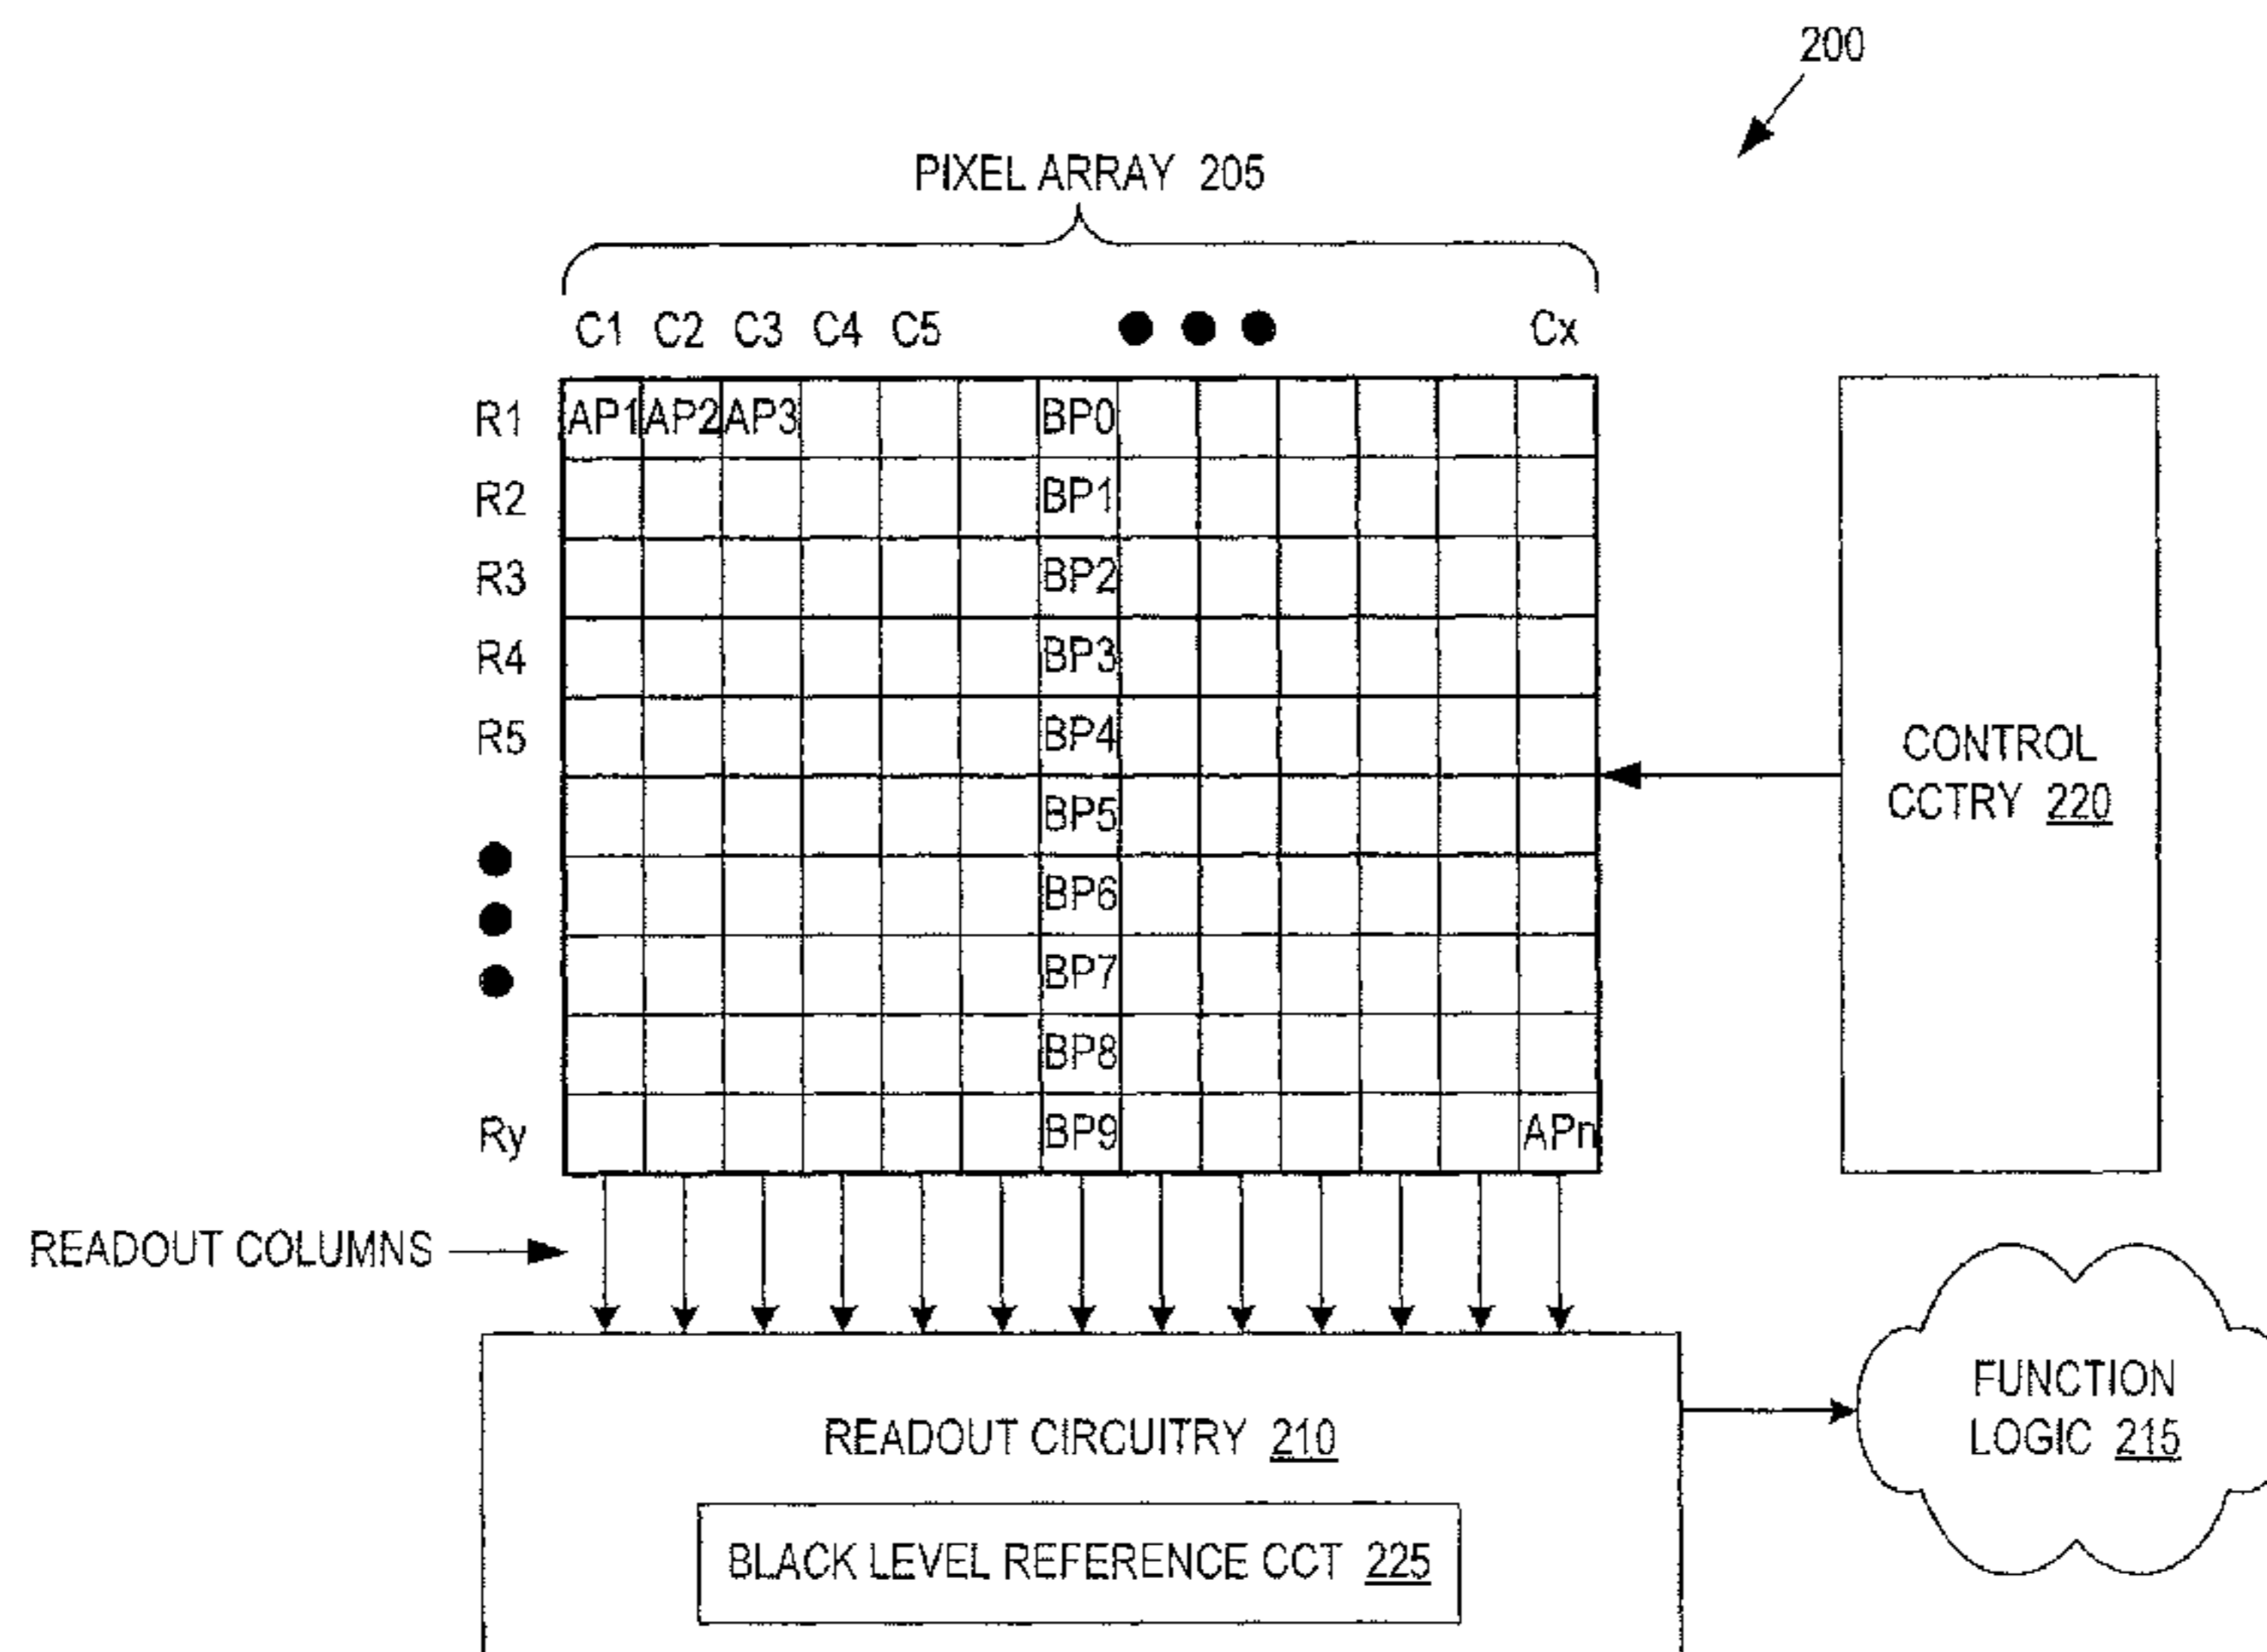 200
PIXEL ARRAY 205
C1 C2 C3 C4 C5 Cx
R1 AP1 AP2 AP3 BP0
R2 BP1
R3 BP2
R4 BP3
R5 BP4
BP5
BP6
BP7
BP8
Ry BP9 APn
CONTROL
CCTRY 220
READOUT COLUMNS
READOUT CIRCUITRY 210
BLACK LEVEL REFERENCE CCT 225
FUNCTION
LOGIC 215